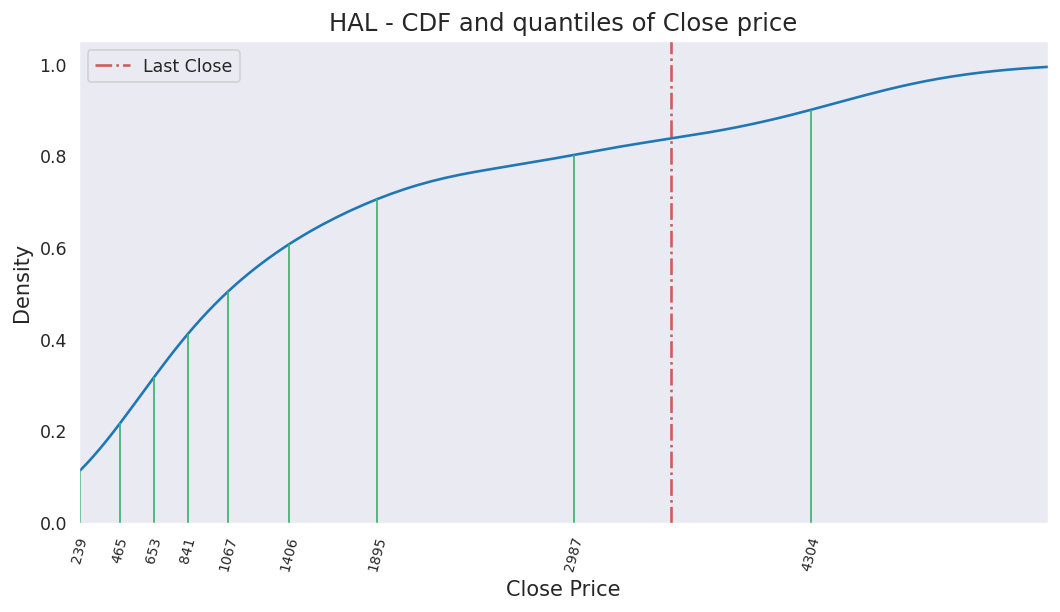 HAL - CDF and quantiles of Close price
Last Close
Density
1.0
0.8
0.6
0.4
0.2
0.0
239 465 653 841 1067 1406 1895 2987 4304
Close Price